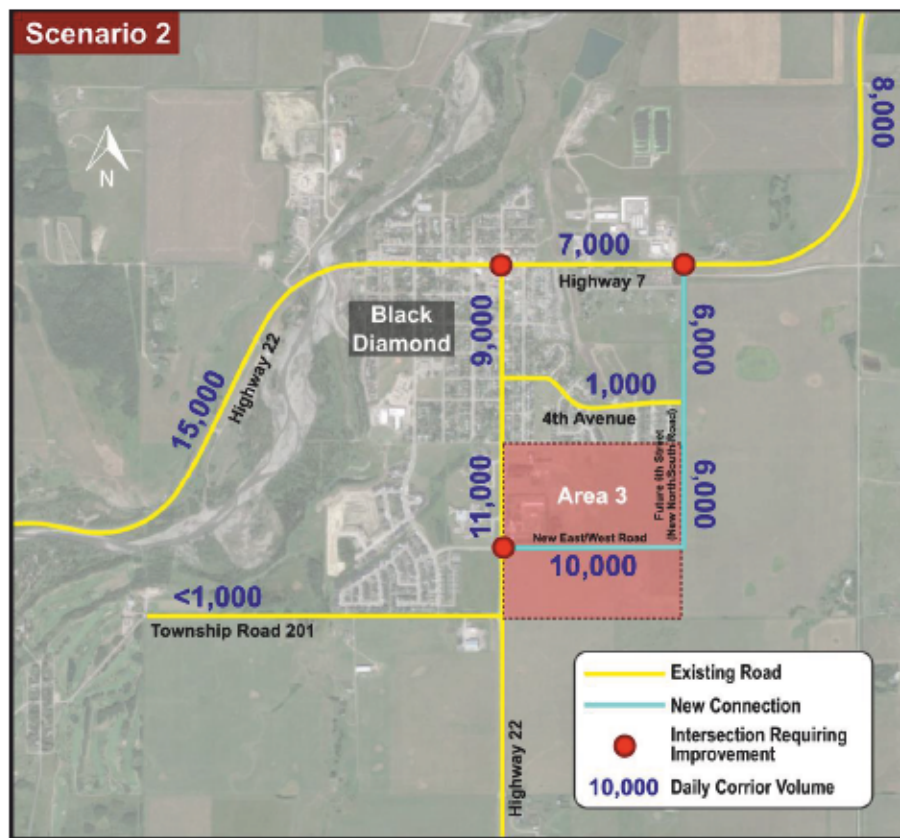 Scenario 2
N
8,000
7,000
Highway 7
Black
Diamond
9,000
6,000
15,000
Highway 22
1,000
4th Avenue
11,000
Area 3
Future 6th Street
(New North/South Road)
6,000
New East/West Road
10,000
<1,000
Township Road 201
Highway 22
Existing Road
New Connection
Intersection Requiring
Improvement
10,000 Daily Corrior Volume